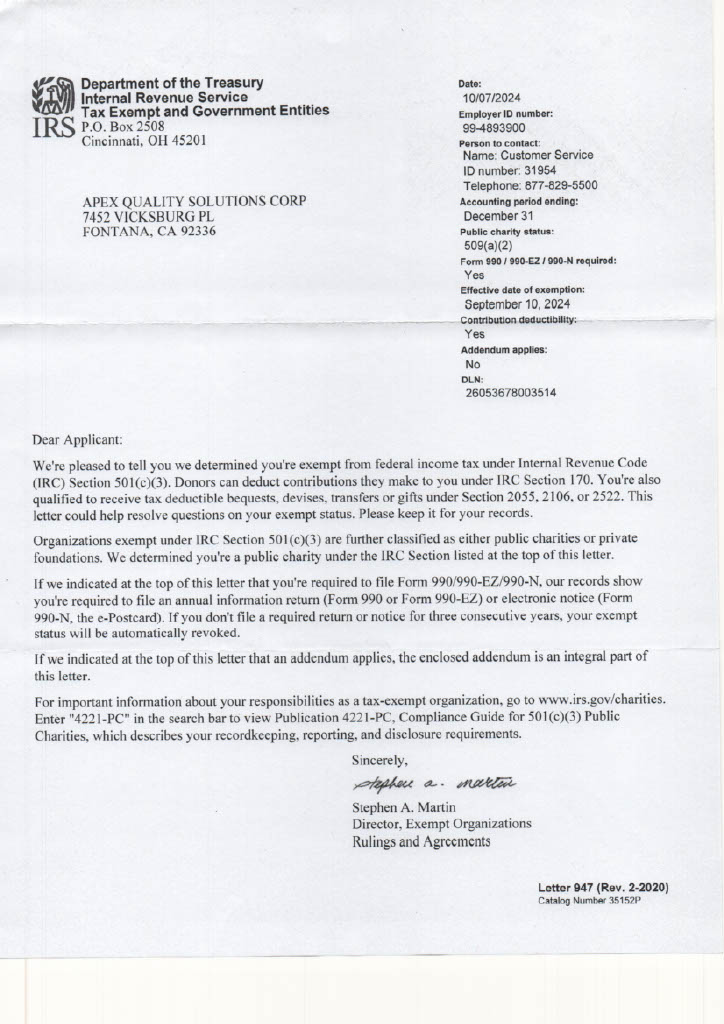 Department of the Treasury
Internal Revenue Service
Tax Exempt and Government Entities
IRS P.O. Box 2508
Cincinnati, OH 45201
APEX QUALITY SOLUTIONS CORP
7452 VICKSBURG PL
FONTANA, CA 92336
Date:
10/07/2024
Employer ID number:
99-4893900
Person to contact:
Name: Customer Service
ID number: 31954
Telephone: 877-829-5500
Accounting period ending:
December 31
Public charity status:
509(a)(2)
Form 990 / 990-EZ / 990-N required:
Yes
Effective date of exemption:
September 10, 2024
Contribution deductibility:
Yes
Addendum applies:
No
DLN:
26053678003514
Dear Applicant:
We're pleased to tell you we determined you're exempt from federal income tax under Internal Revenue Code
(IRC) Section 501(c)(3). Donors can deduct contributions they make to you under IRC Section 170. You're also
qualified to receive tax deductible bequests, devises, transfers or gifts under Section 2055, 2106, or 2522. This
letter could help resolve questions on your exempt status. Please keep it for your records.
Organizations exempt under IRC Section 501(c)(3) are further classified as either public charities or private
foundations. We determined you're a public charity under the IRC Section listed at the top of this letter.
If we indicated at the top of this letter that you're required to file Form 990/990-EZ/990-N, our records show
you're required to file an annual information return (Form 990 or Form 990-EZ) or electronic notice (Form
990-N, the e-Postcard). If you don't file a required return or notice for three consecutive years, your exempt
status will be automatically revoked.
If we indicated at the top of this letter that an addendum applies, the enclosed addendum is an integral part of
this letter.
For important information about your responsibilities as a tax-exempt organization, go to www.irs.gov/charities.
Enter "4221-PC" in the search bar to view Publication 4221-PC, Compliance Guide for 501(c)(3) Public
Charities, which describes your recordkeeping, reporting, and disclosure requirements.
Sincerely,
stephen a. martin
Stephen A. Martin
Director, Exempt Organizations
Rulings and Agreements
Letter 947 (Rev. 2-2020)
Catalog Number 35152P